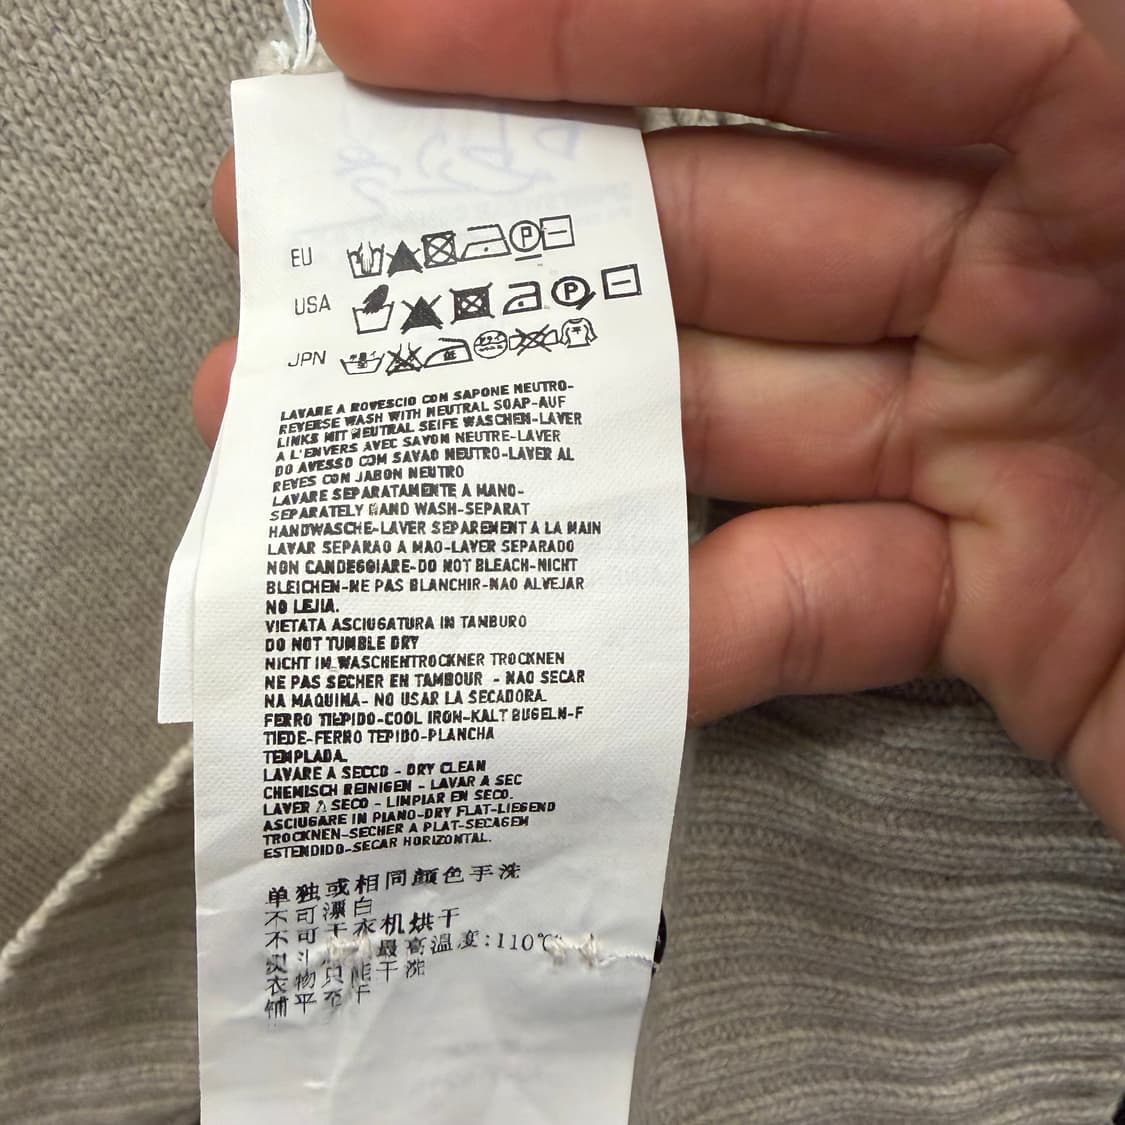 EU
USA
JPN
LAVARE A ROVESCIO CON SAPONE NEUTRO-
REVERSE WASH WITH NEUTRAL SOAP-AUF
LINKS MIT NEUTRAL SEIFE WASCHEN-LAVER
A L'ENVERS AVEC SAVON NEUTRE-LAVER
DO AVESSO COM SAVAO NEUTRO-LAVER AL
REVES CON JABON NEUTRO
LAVARE SEPARATAMENTE A MANO-
SEPARATELY HAND WASH-SEPARAT
HANDWASCHE-LAVER SEPAREMENT A LA MAIN
LAVAR SEPARAO A MAO-LAVER SEPARADO
NON CANDEGGIARE-DO NOT BLEACH-NICHT
BLEICHEN-NE PAS BLANCHIR-NAO ALVEJAR
NO LEJIA.
VIETATA ASCIUGATURA IN TAMBURO
DO NOT TUMBLE DRY
NICHT IM WASCHENTROCKNER TROCKNEN
NE PAS SECHER EN TAMBOUR - NAO SECAR
NA MAQUINA- NO USAR LA SECADORA.
FERRO TIEPIDO-COOL IRON-KALT BUGELN-F
TIEDE-FERRO TEPIDO-PLANCHA
TEMPLADA.
LAVARE A SECCO - DRY CLEAN
CHEMISCH REINIGEN - LAVAR A SEC
LAVER A SECO - LIMPIAR EN SECO.
ASCIUGARE IN PIANO-DRY FLAT-LIEGEND
TROCKNEN-SECHER A PLAT-SECAGEM
ESTENDIDO-SECAR HORIZONTAL.
单独或相同颜色手洗
不可漂白
不可干衣机烘干
最高温度:110℃
衣物只能干洗
铺平